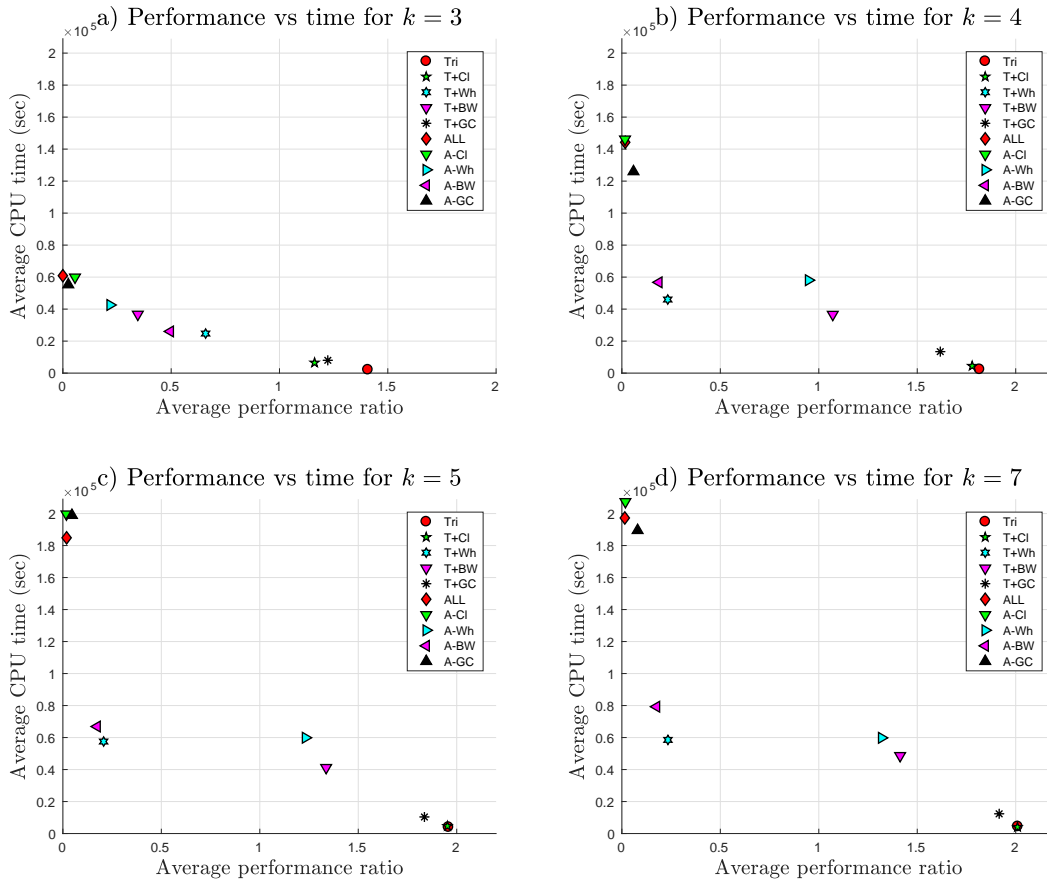 a) Performance vs time for k = 3
×10^5
Average CPU time (sec)
2
1.8
1.6
1.4
1.2
1
0.8
0.6
0.4
0.2
0
0 0.5 1 1.5 2
Average performance ratio
Tri
T+Cl
T+Wh
T+BW
T+GC
ALL
A-Cl
A-Wh
A-BW
A-GC
b) Performance vs time for k = 4
×10^5
Average CPU time (sec)
2
1.8
1.6
1.4
1.2
1
0.8
0.6
0.4
0.2
0
0 0.5 1 1.5 2
Average performance ratio
Tri
T+Cl
T+Wh
T+BW
T+GC
ALL
A-Cl
A-Wh
A-BW
A-GC
c) Performance vs time for k = 5
×10^5
Average CPU time (sec)
2
1.8
1.6
1.4
1.2
1
0.8
0.6
0.4
0.2
0
0 0.5 1 1.5 2
Average performance ratio
Tri
T+Cl
T+Wh
T+BW
T+GC
ALL
A-Cl
A-Wh
A-BW
A-GC
d) Performance vs time for k = 7
×10^5
Average CPU time (sec)
2
1.8
1.6
1.4
1.2
1
0.8
0.6
0.4
0.2
0
0 0.5 1 1.5 2
Average performance ratio
Tri
T+Cl
T+Wh
T+BW
T+GC
ALL
A-Cl
A-Wh
A-BW
A-GC